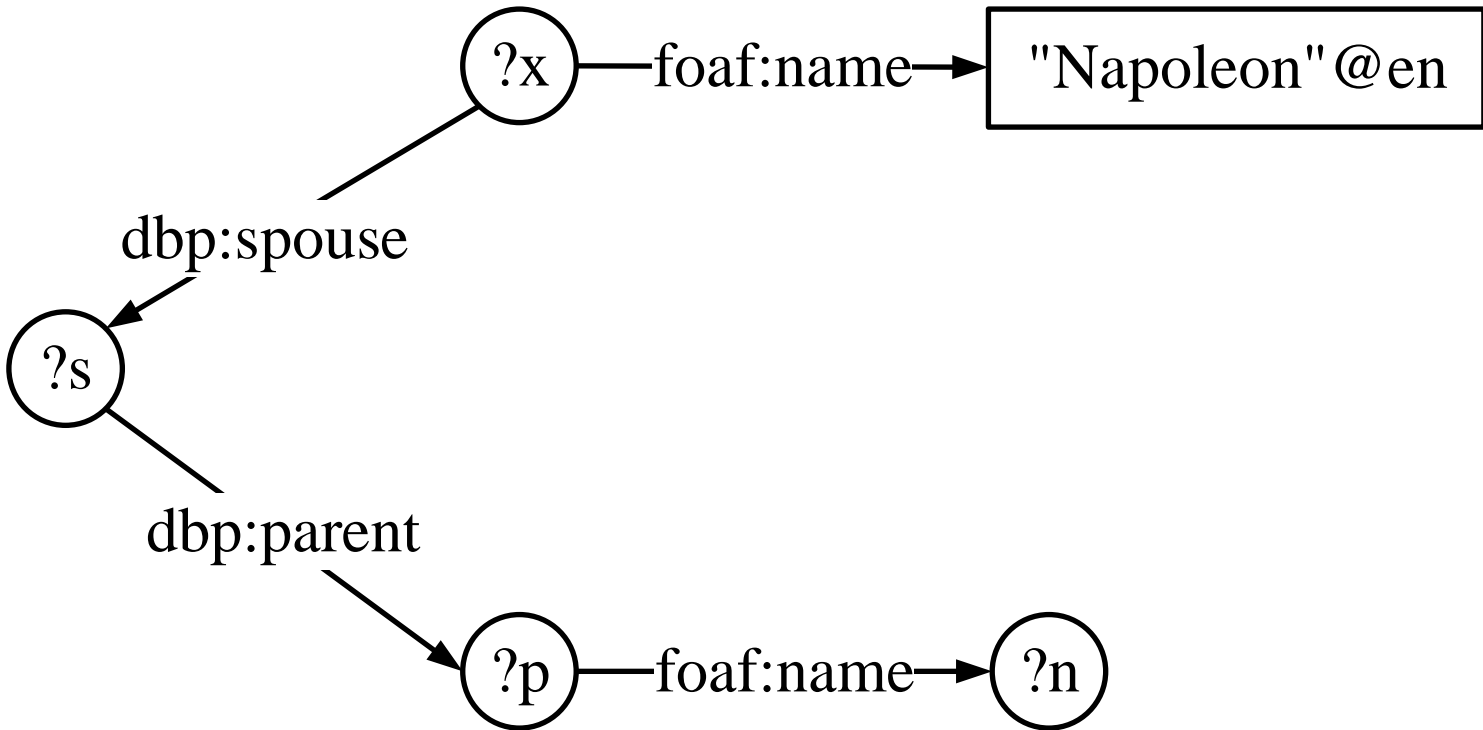 ?x foaf:name "Napoleon"@en
dbp:spouse
?s
dbp:parent
?p foaf:name ?n